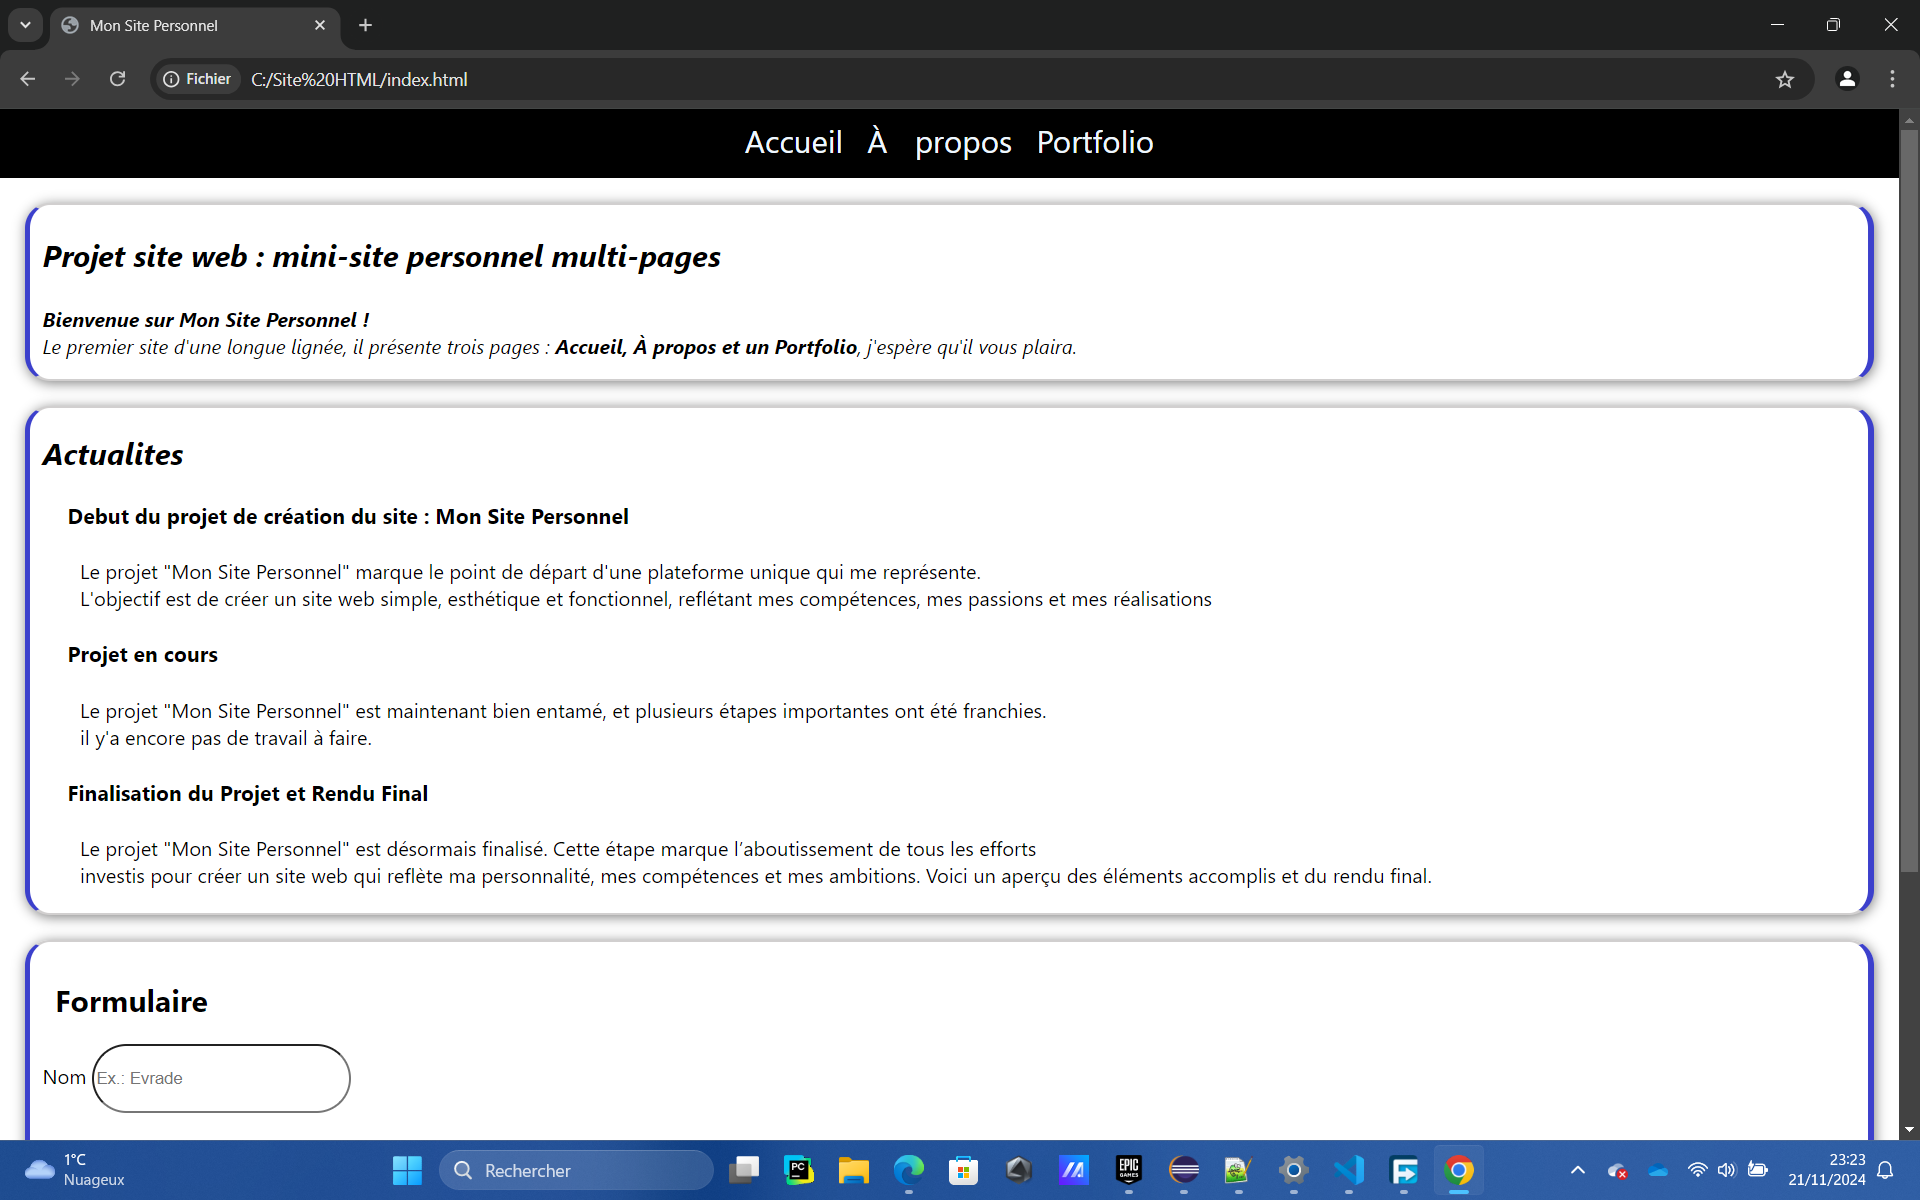 Mon Site Personnel
Fichier C:/Site%20HTML/index.html
Accueil À propos Portfolio
Projet site web : mini-site personnel multi-pages
Bienvenue sur Mon Site Personnel !
Le premier site d'une longue lignée, il présente trois pages : Accueil, À propos et un Portfolio, j'espère qu'il vous plaira.
Actualites
Debut du projet de création du site : Mon Site Personnel
Le projet "Mon Site Personnel" marque le point de départ d'une plateforme unique qui me représente.
L'objectif est de créer un site web simple, esthétique et fonctionnel, reflétant mes compétences, mes passions et mes réalisations
Projet en cours
Le projet "Mon Site Personnel" est maintenant bien entamé, et plusieurs étapes importantes ont été franchies.
il y'a encore pas de travail à faire.
Finalisation du Projet et Rendu Final
Le projet "Mon Site Personnel" est désormais finalisé. Cette étape marque l’aboutissement de tous les efforts
investis pour créer un site web qui reflète ma personnalité, mes compétences et mes ambitions. Voici un aperçu des éléments accomplis et du rendu final.
Formulaire
Nom Ex.: Evrade
1°C
Nuageux
Rechercher
PC
EPIC
GAMES
23:23
21/11/2024